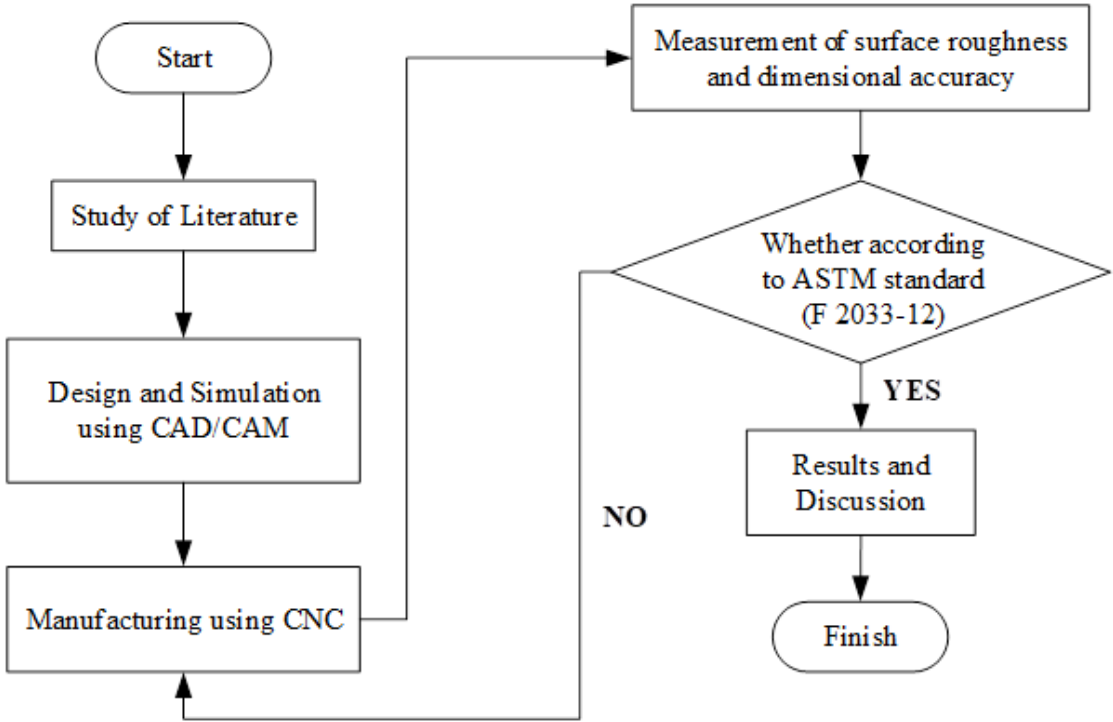 Start
Study of Literature
Design and Simulation
using CAD/CAM
Manufacturing using CNC
Measurement of surface roughness
and dimensional accuracy
Whether according
to ASTM standard
(F 2033-12)
YES
NO
Results and
Discussion
Finish